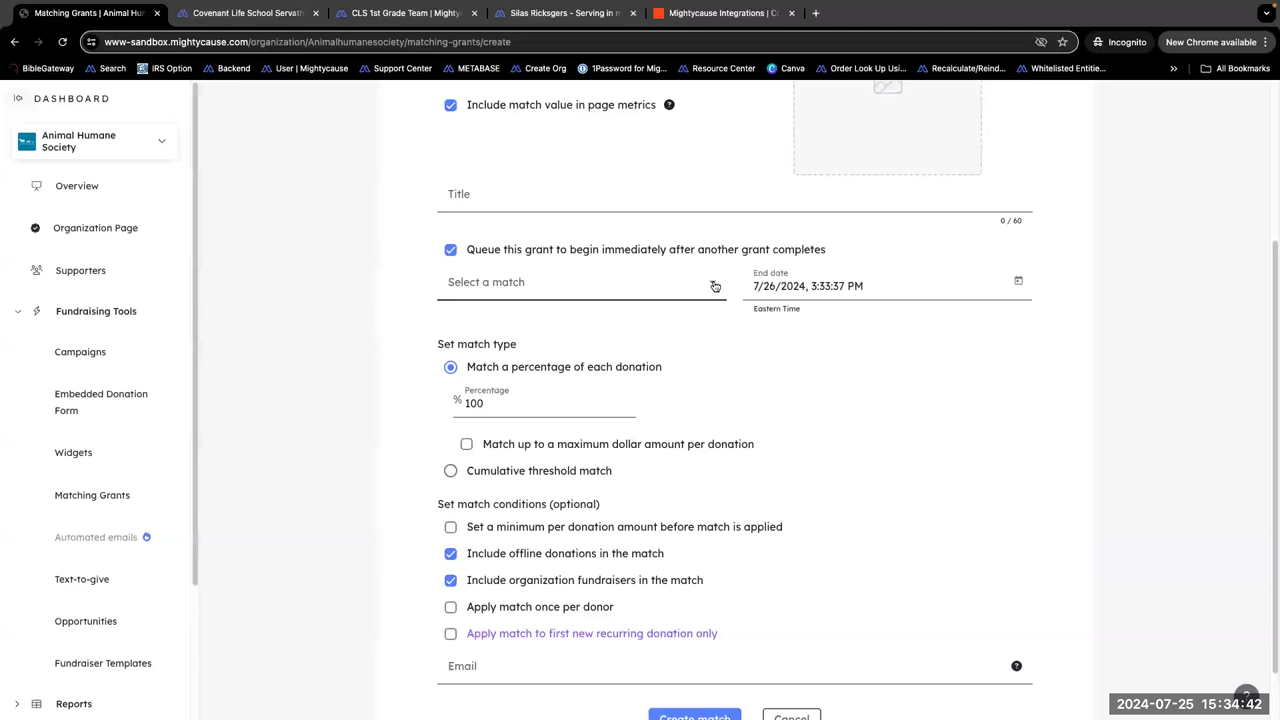 Matching Grants | Animal Hum
Covenant Life School Servath
CLS 1st Grade Team | Mighty
Silas Ricksgers - Serving in m
Mightycause Integrations | C
www-sandbox.mightycause.com/organization/Animalhumanesociety/matching-grants/create
Incognito
New Chrome available
BibleGateway
Search
IRS Option
Backend
User | Mightycause
Support Center
METABASE
Create Org
1Password for Mig...
Resource Center
Canva
Order Look Up Usi...
Recalculate/Reind...
Whitelisted Entitie...
»
All Bookmarks
DASHBOARD
Animal Humane
Society
Overview
Organization Page
Supporters
Fundraising Tools
Campaigns
Embedded Donation
Form
Widgets
Matching Grants
Automated emails
Text-to-give
Opportunities
Fundraiser Templates
Reports
Include match value in page metrics ?
Title
0 / 60
Queue this grant to begin immediately after another grant completes
Select a match
End date
7/26/2024, 3:33:37 PM
Eastern Time
Set match type
Match a percentage of each donation
Percentage
% 100
Match up to a maximum dollar amount per donation
Cumulative threshold match
Set match conditions (optional)
Set a minimum per donation amount before match is applied
Include offline donations in the match
Include organization fundraisers in the match
Apply match once per donor
Apply match to first new recurring donation only
Email ?
Create match
Cancel
?
2024-07-25 15:34:42